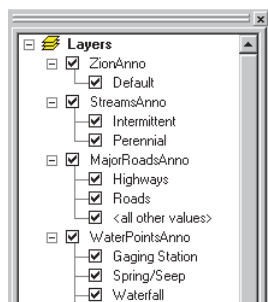 Layers
ZionAnno
Default
StreamsAnno
Intermittent
Perennial
MajorRoadsAnno
Highways
Roads
<all other values>
WaterPointsAnno
Gaging Station
Spring/Seep
Waterfall